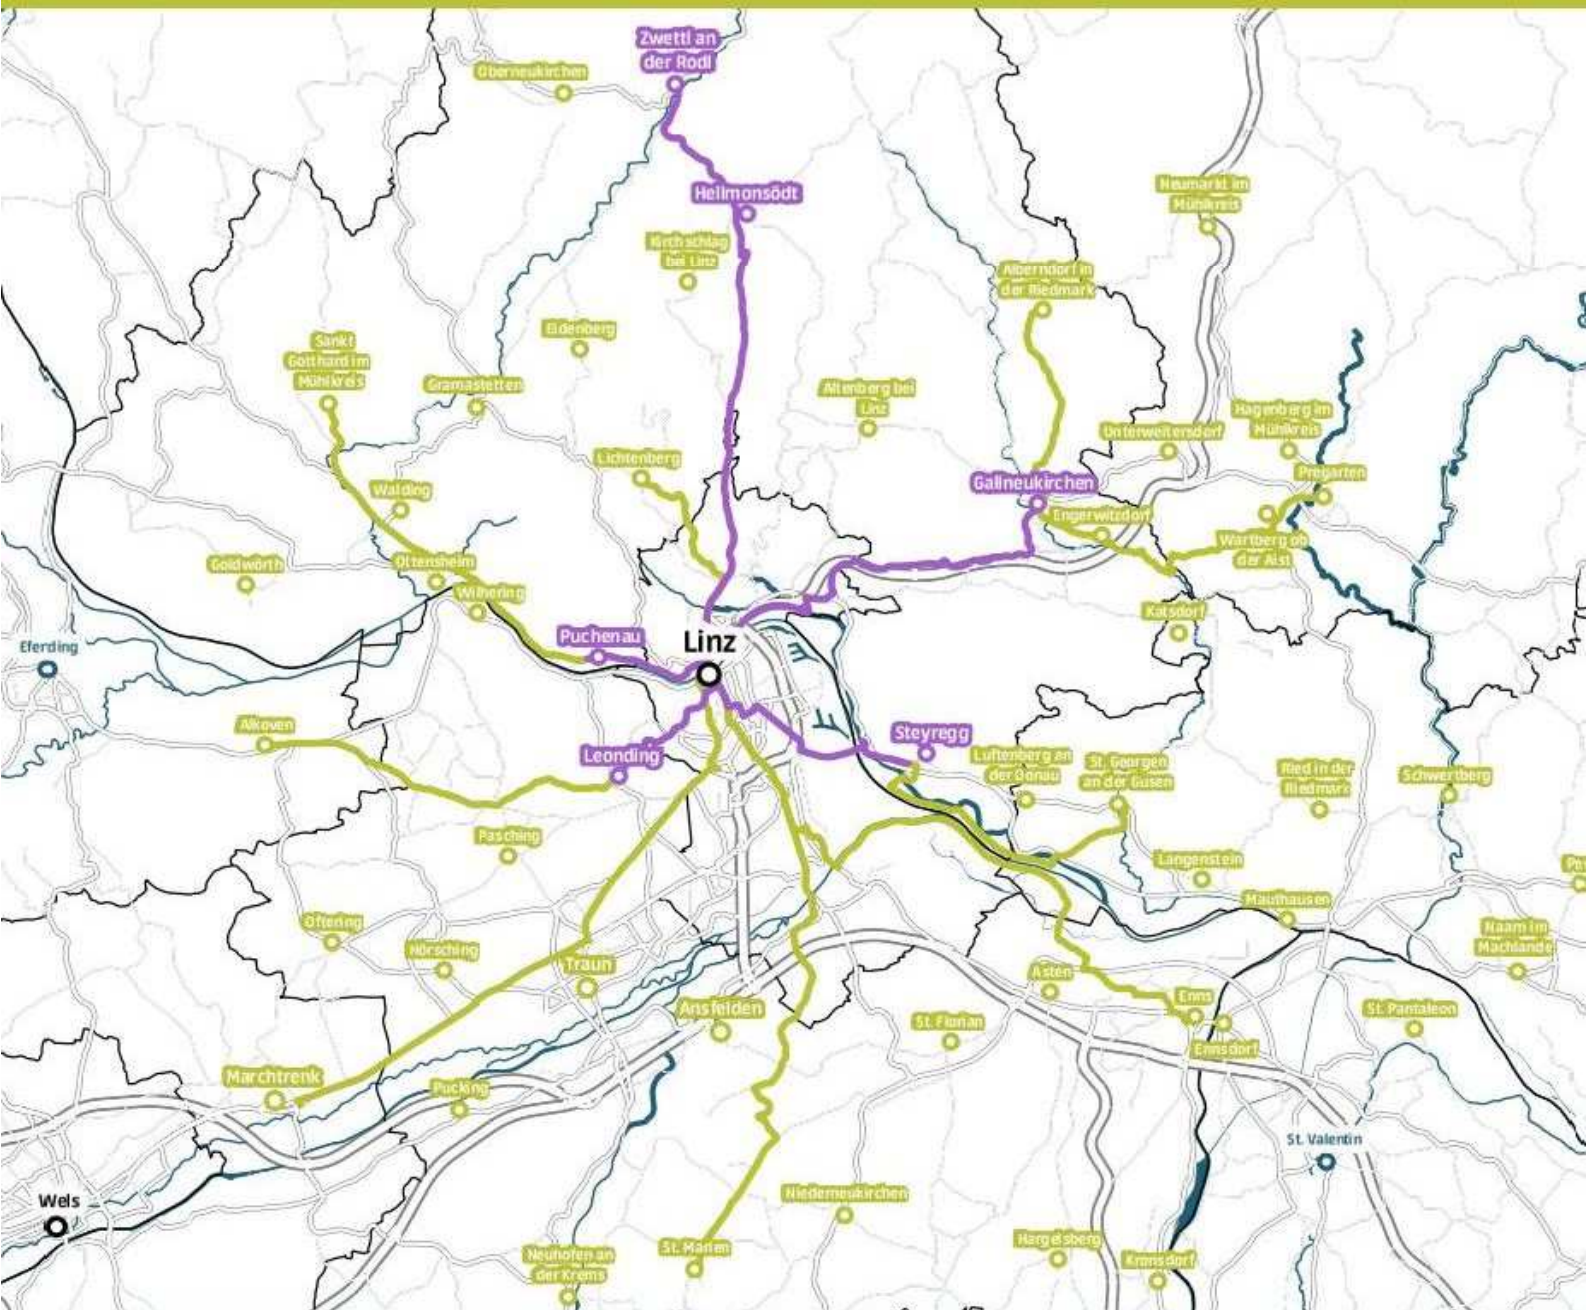 Zwettl an
der Rodl
Oberneukirchen
Hellmonsödt
Neumarkt im
Mühlkreis
Kirchschlag
bei Linz
Alberndorf in
der Riedmark
Eidenberg
Sankt
Gotthard im
Mühlkreis
Gramastetten
Altenberg bei
Linz
Hagenberg im
Mühlkreis
Unterweitersdorf
Lichtenberg
Pregarten
Gallneukirchen
Walding
Engerwitzdorf
Wartberg ob
der Aist
Goldwörth
Ottensheim
Wilhering
Katsdorf
Puchenau
Linz
Eferding
Alkoven
Leonding
Steyregg
Luftenberg an
der Donau
St. Georgen
an der Gusen
Ried in der
Riedmark
Schwertberg
Pasching
Langenstein
Pe
Mauthausen
Oftering
Hörsching
Naarn im
Machlande
Traun
Asten
Enns
Ansfelden
St. Florian
St. Pantaleon
Ennsdorf
Marchtrenk
Pucking
St. Valentin
Wels
Niederneukirchen
St. Marien
Hargelsberg
Neuhofen an
der Krems
Kronsdorf